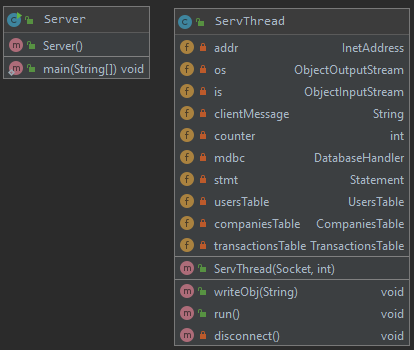 Server
Server()
main(String[]) void
ServThread
addr InetAddress
os ObjectOutputStream
is ObjectInputStream
clientMessage String
counter int
mdbc DatabaseHandler
stmt Statement
usersTable UsersTable
companiesTable CompaniesTable
transactionsTable TransactionsTable
ServThread(Socket, int)
writeObj(String) void
run() void
disconnect() void